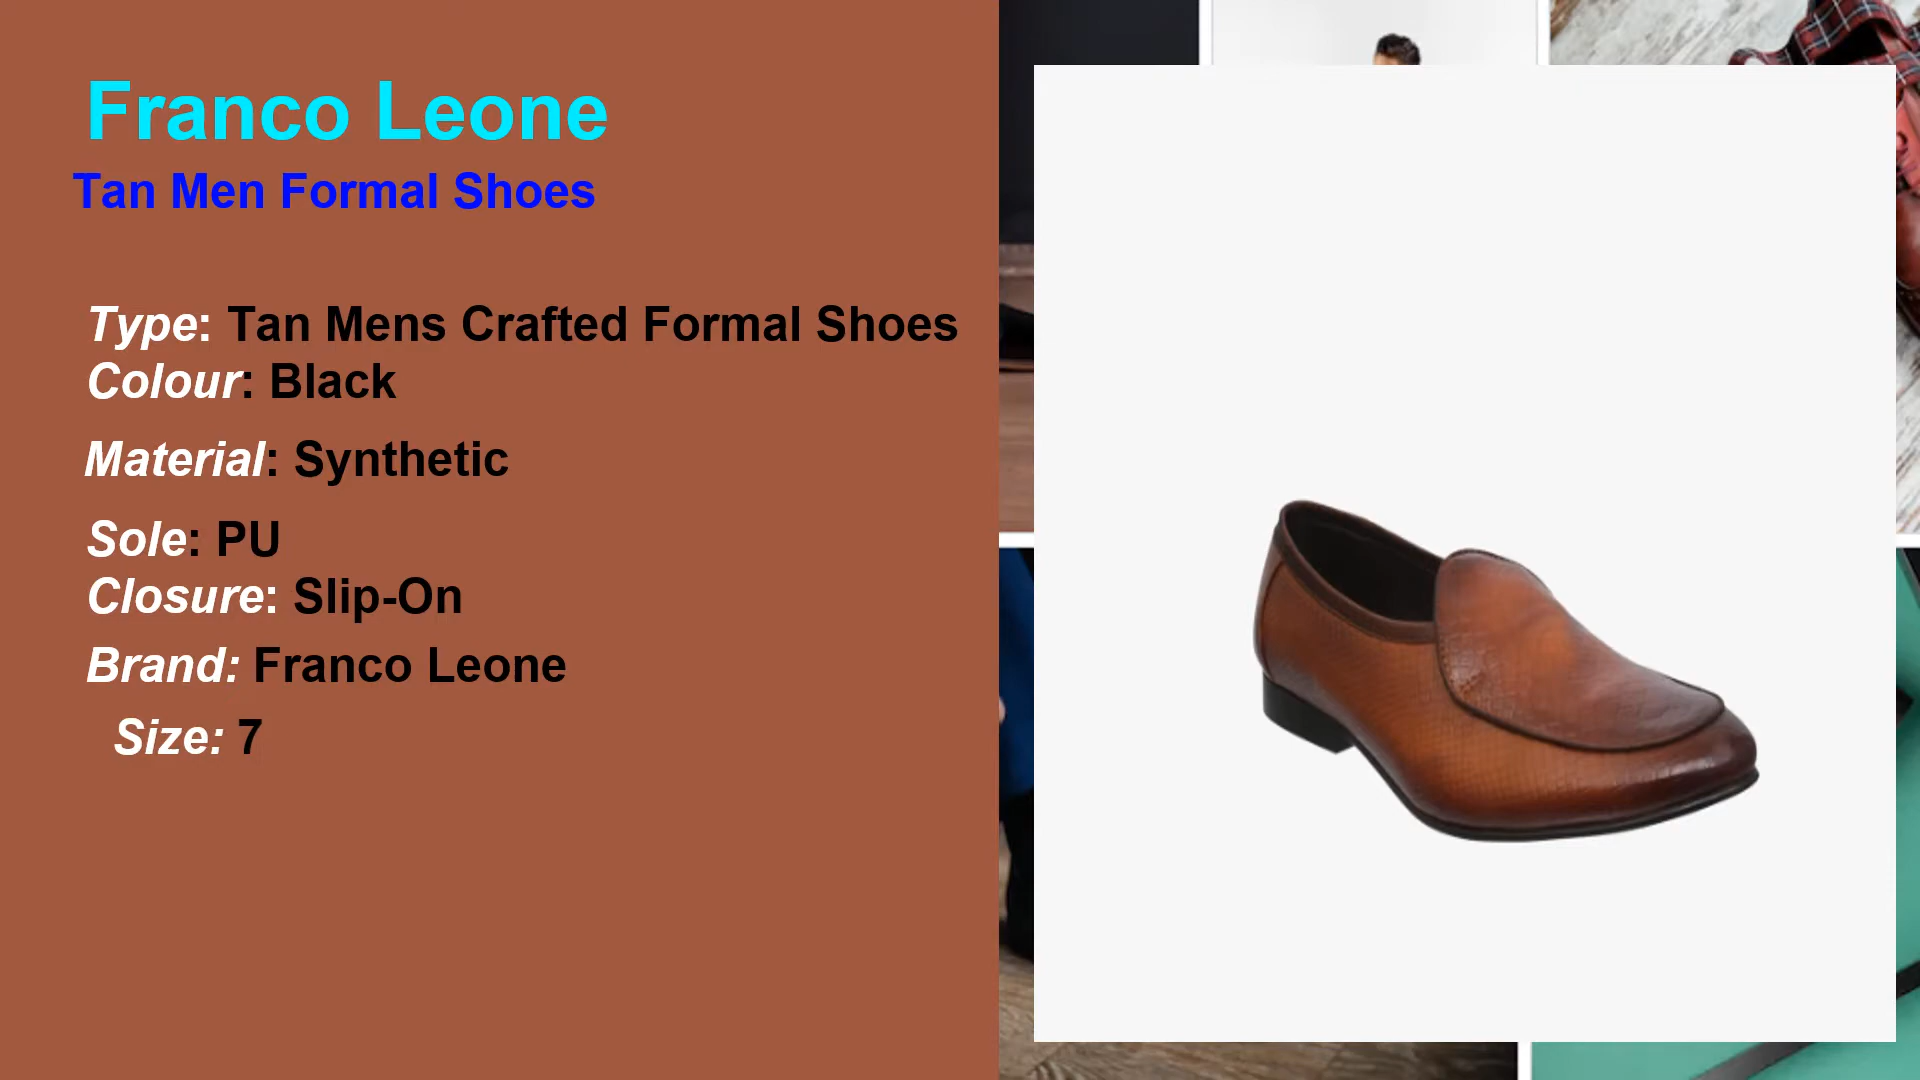 Franco Leone
Tan Men Formal Shoes
Type: Tan Mens Crafted Formal Shoes
Colour: Black
Material: Synthetic
Sole: PU
Closure: Slip-On
Brand: Franco Leone
Size: 7